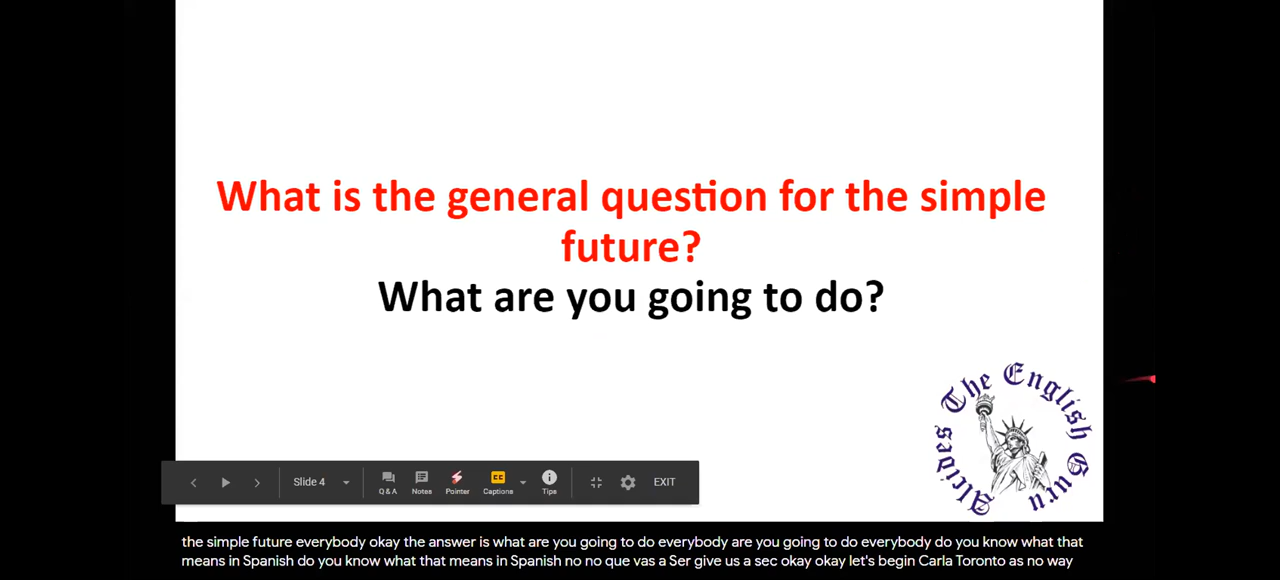 What is the general question for the simple
future?
What are you going to do?
Alcides The English Guru
Slide 4
Q & A
Notes
Pointer
CC
Captions
Tips
EXIT
the simple future everybody okay the answer is what are you going to do everybody are you going to do everybody do you know what that
means in Spanish do you know what that means in Spanish no no que vas a Ser give us a sec okay okay let's begin Carla Toronto as no way